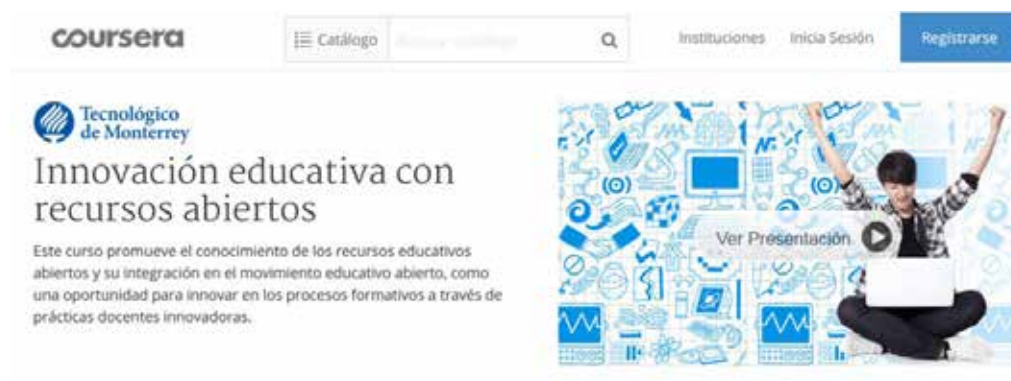 coursera
Catálogo
Instituciones
Inicia Sesión
Registrarse
Tecnológico
de Monterrey
Innovación educativa con
recursos abiertos
Este curso promueve el conocimiento de los recursos educativos
abiertos y su integración en el movimiento educativo abierto, como
una oportunidad para innovar en los procesos formativos a través de
prácticas docentes innovadoras.
Ver Presentación